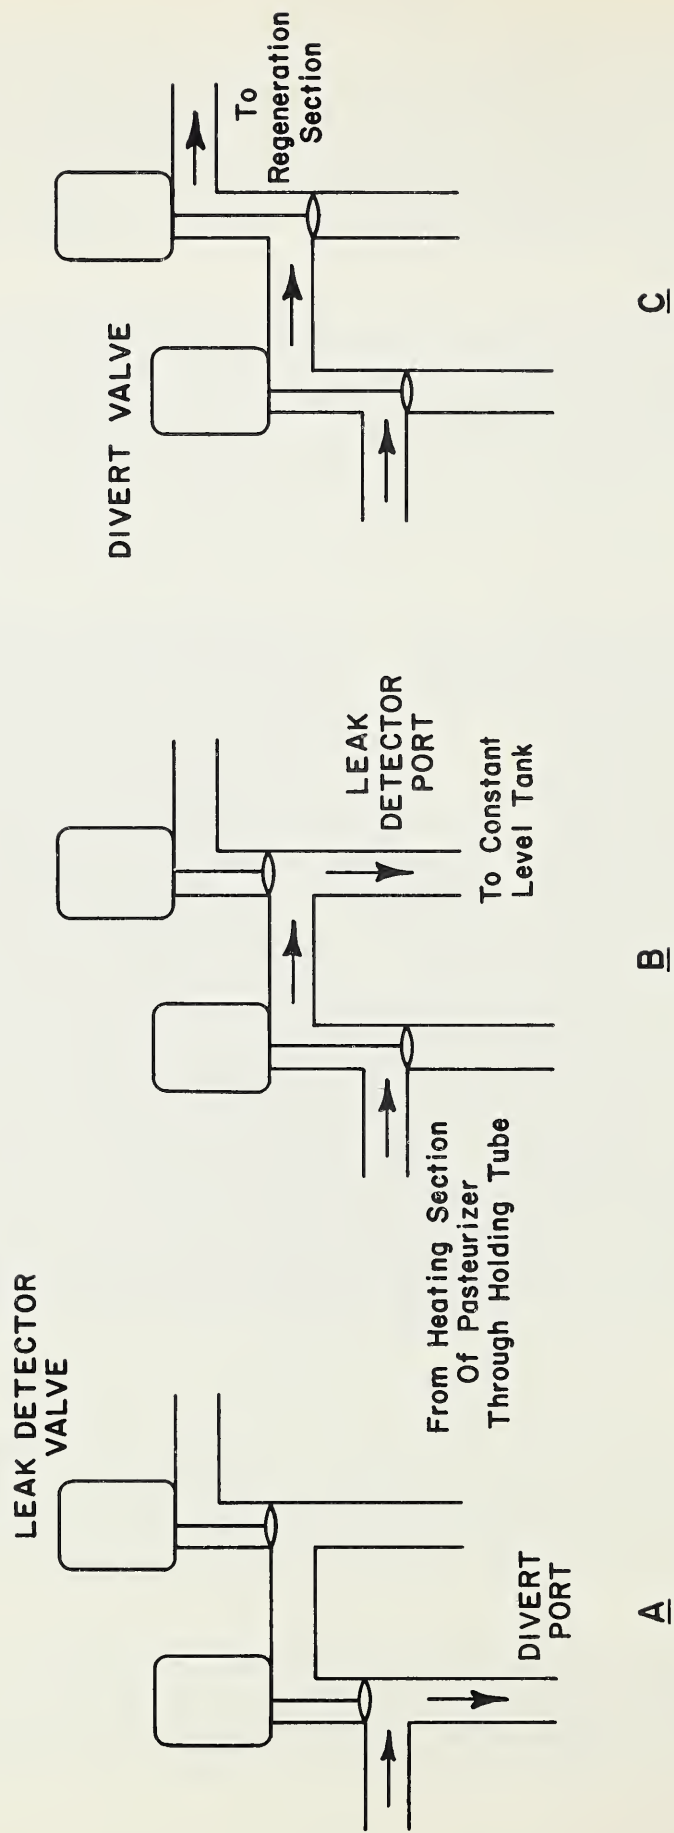 LEAK DETECTOR
VALVE
DIVERT
PORT
A
From Heating Section
Of Pasteurizer
Through Holding Tube
LEAK
DETECTOR
PORT
To Constant
Level Tank
B
DIVERT VALVE
To
Regeneration
Section
C